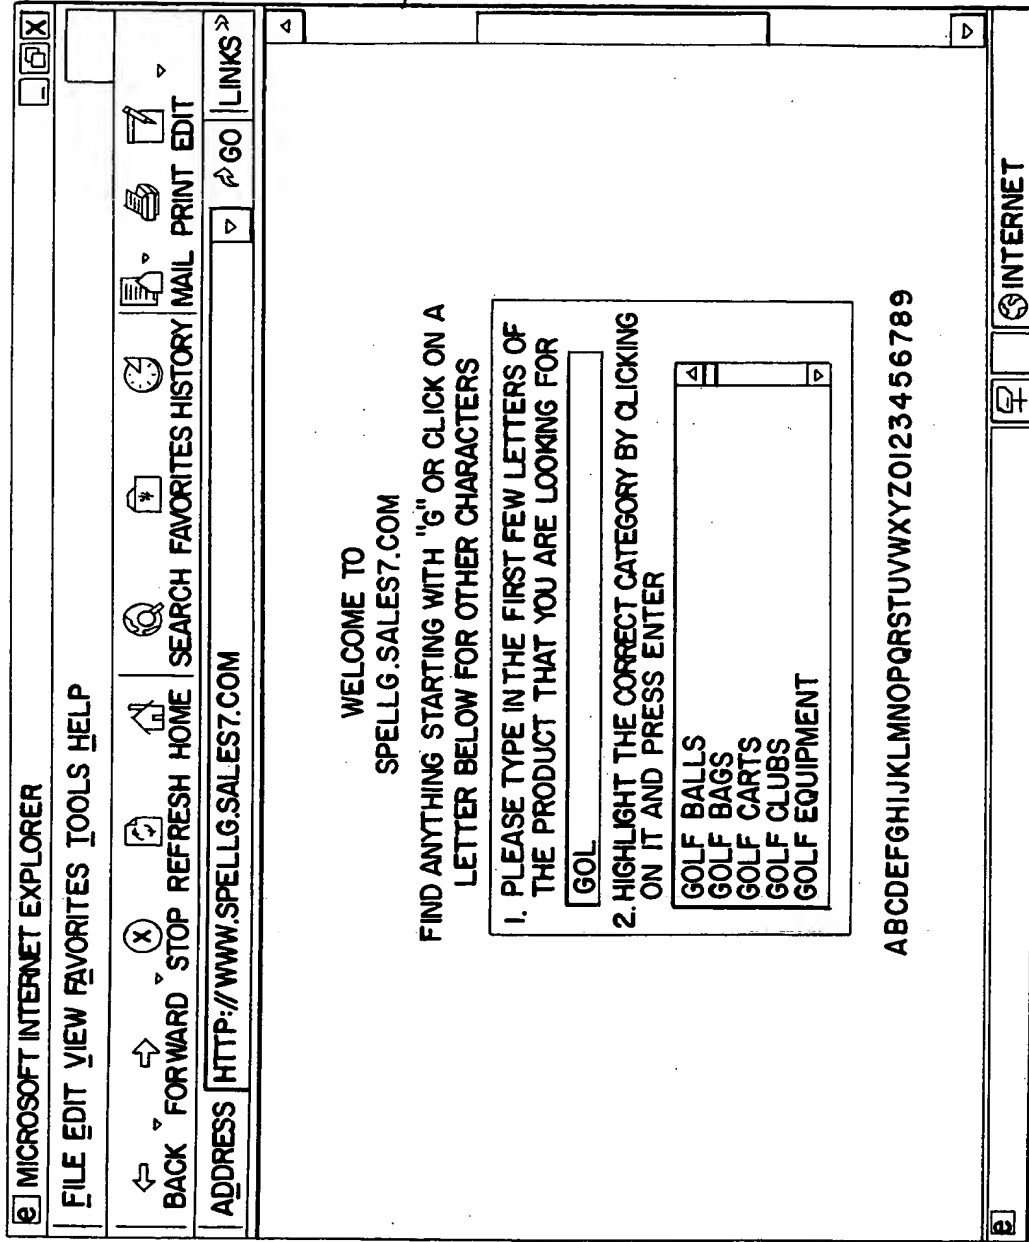 e MICROSOFT INTERNET EXPLORER
FILE EDIT VIEW FAVORITES TOOLS HELP
BACK FORWARD STOP REFRESH HOME SEARCH FAVORITES HISTORY MAIL PRINT EDIT
ADDRESS HTTP://WWW.SPELLG.SALES7.COM GO LINKS »
WELCOME TO
SPELLG.SALES7.COM
FIND ANYTHING STARTING WITH "G" OR CLICK ON A
LETTER BELOW FOR OTHER CHARACTERS
1. PLEASE TYPE IN THE FIRST FEW LETTERS OF
THE PRODUCT THAT YOU ARE LOOKING FOR
GOL
2. HIGHLIGHT THE CORRECT CATEGORY BY CLICKING
ON IT AND PRESS ENTER
GOLF BALLS
GOLF BAGS
GOLF CARTS
GOLF CLUBS
GOLF EQUIPMENT
ABCDEFGHIJKLMNOPQRSTUVWXYZ0123456789
e INTERNET